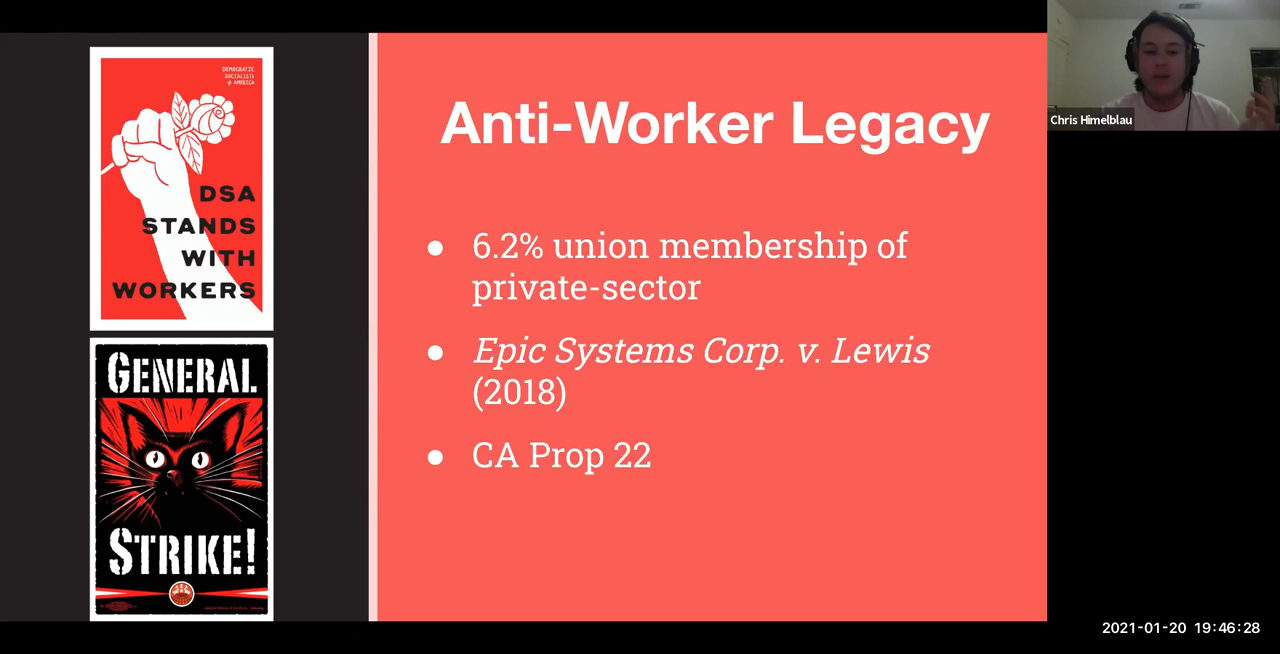 DEMOCRATIC
SOCIALISTS
of AMERICA
DSA
STANDS
WITH
WORKERS
GENERAL
STRIKE!
Anti-Worker Legacy
● 6.2% union membership of
private-sector
● Epic Systems Corp. v. Lewis
(2018)
● CA Prop 22
Chris Himelblau
2021-01-20 19:46:28